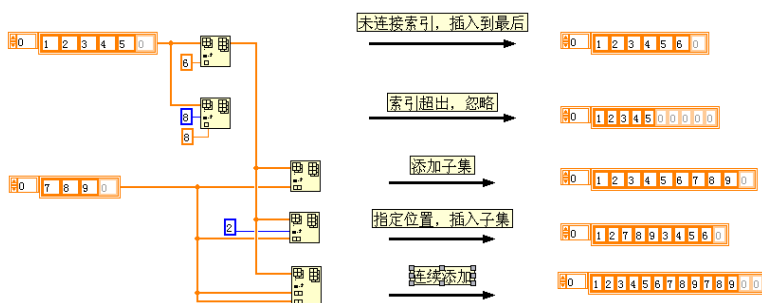 未连接索引，插入到最后
0 1 2 3 4 5 0
6
0 1 2 3 4 5 6 0
索引超出，忽略
8
8
0 1 2 3 4 5 0 0 0 0 0
添加子集
0 7 8 9 0
0 1 2 3 4 5 6 7 8 9 0
指定位置，插入子集
2
0 1 2 7 8 9 3 4 5 6 0
连续添加
0 1 2 3 4 5 6 7 8 9 7 8 9 0 0